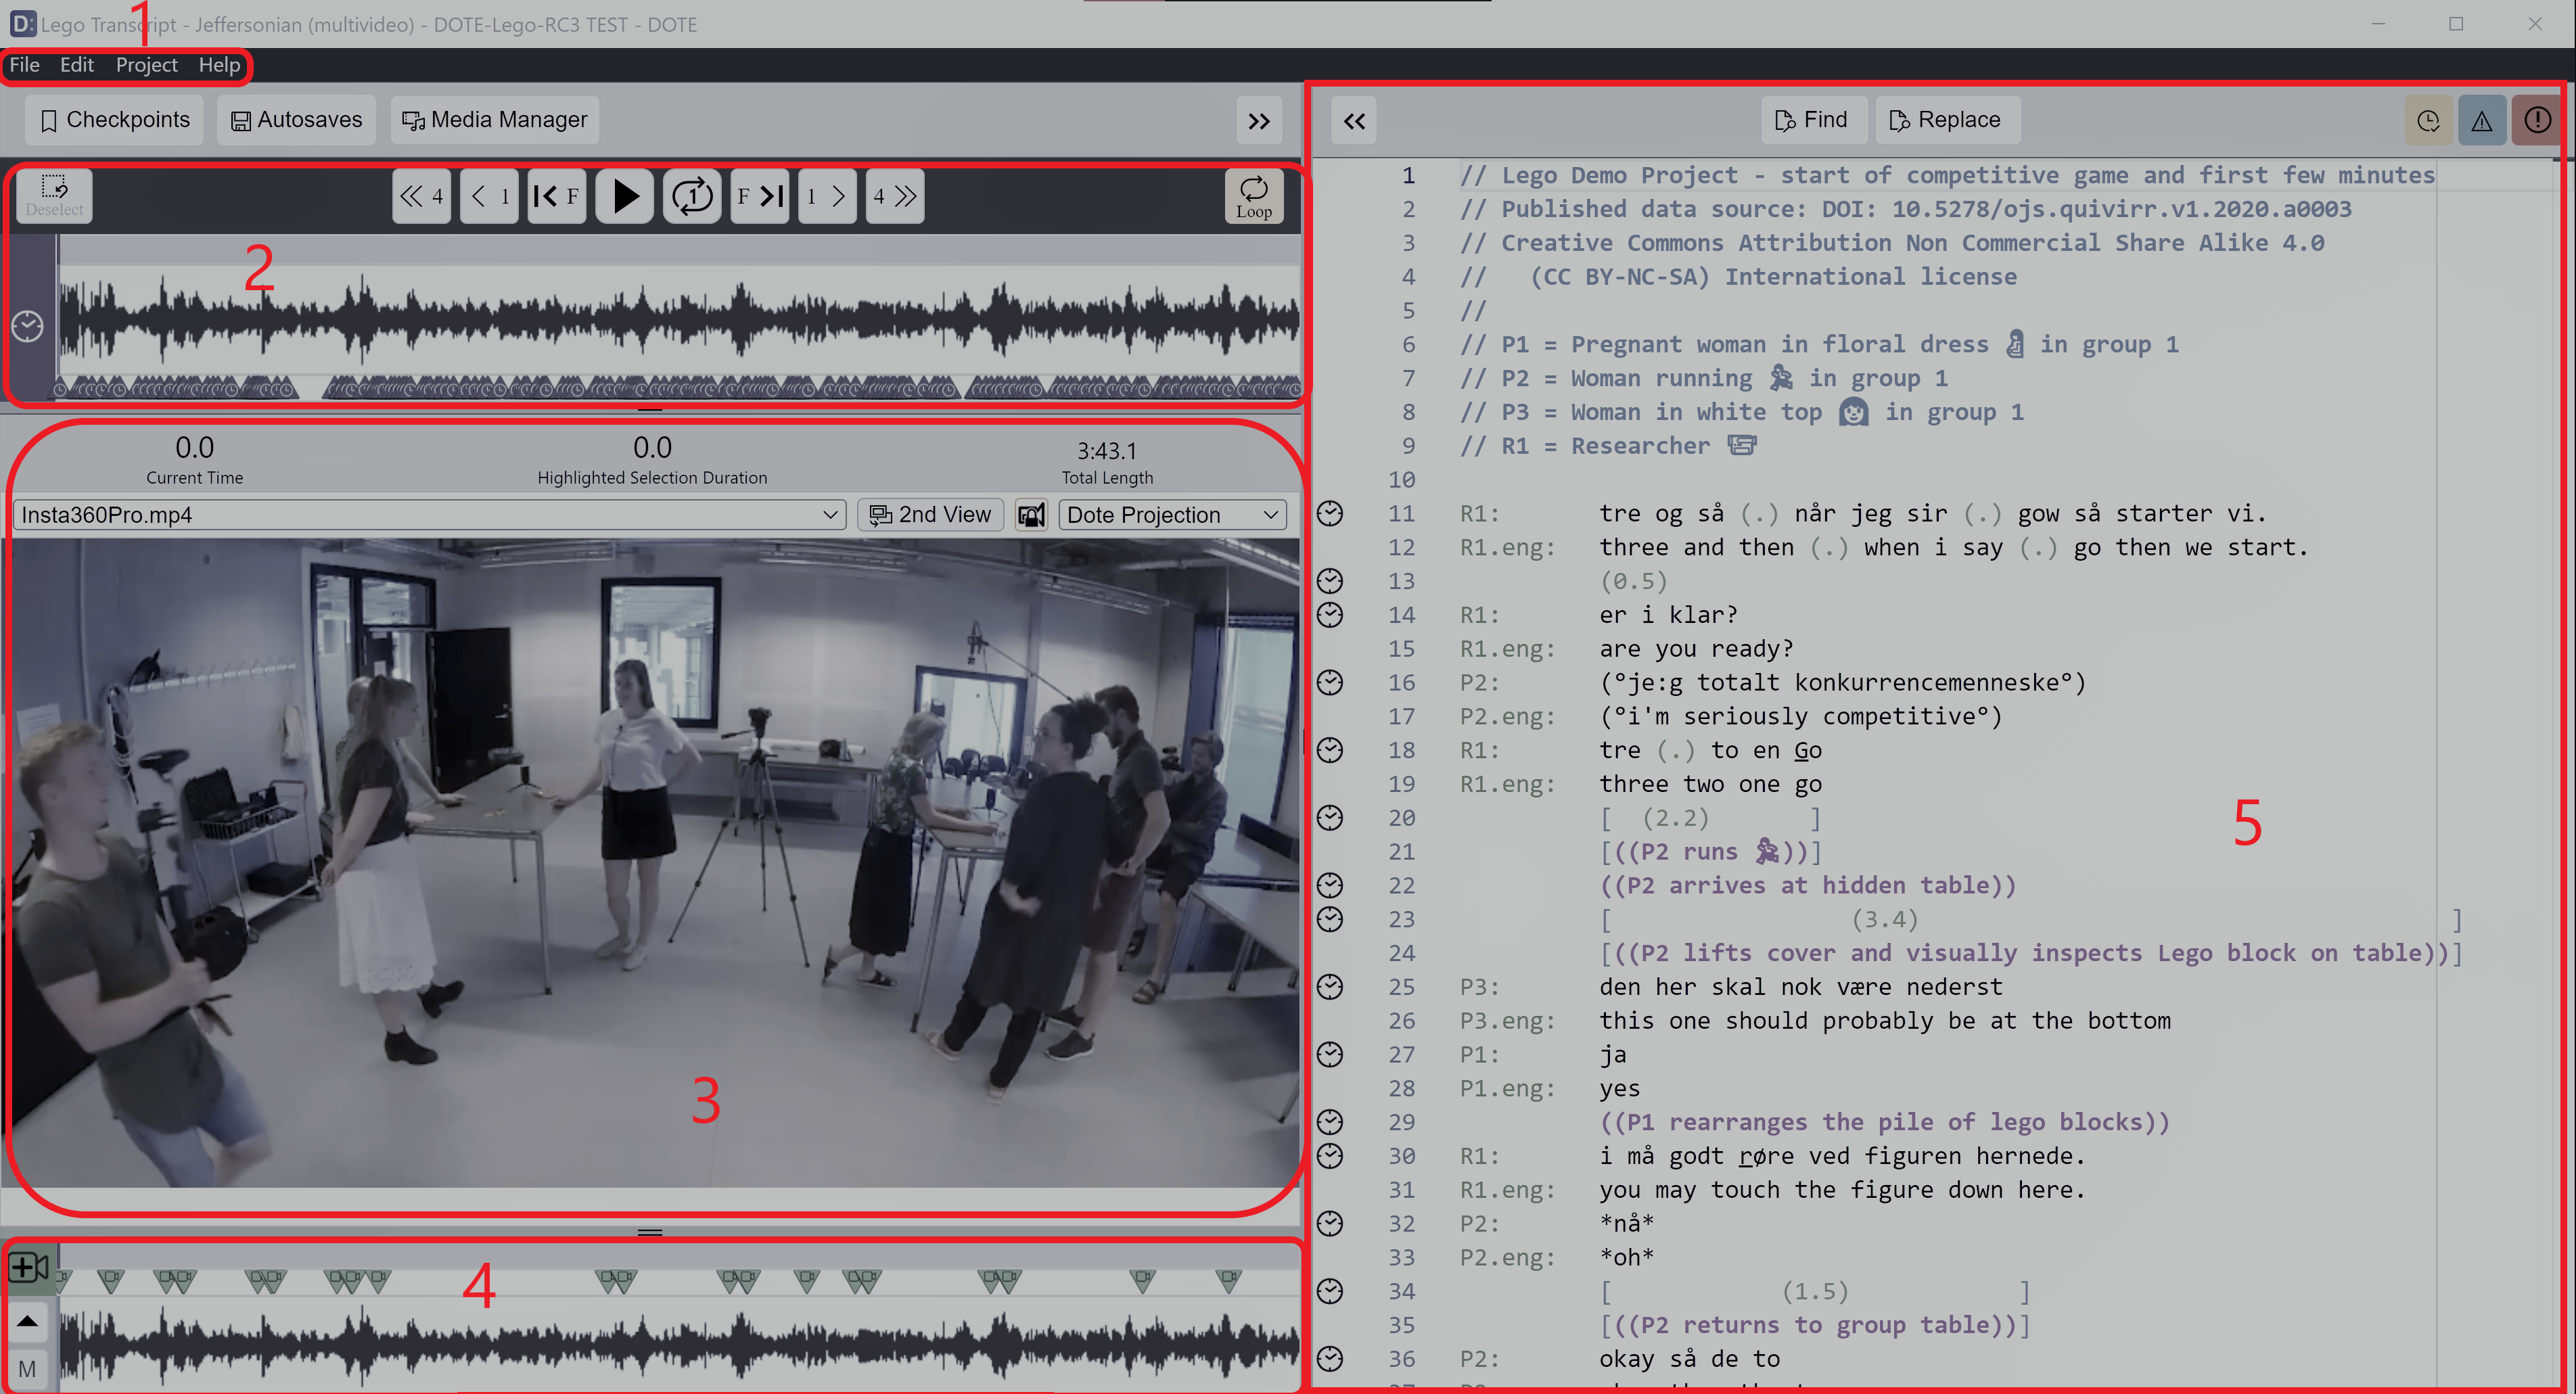 1
Lego Transcript - Jeffersonian (multivideo) - DOTE-Lego-RC3 TEST - DOTE
File Edit Project Help
Checkpoints Autosaves Media Manager
Deselect 4 1 F 1 F 1 4 Loop
2
0.0 0.0 3:43.1
Current Time Highlighted Selection Duration Total Length
Insta360Pro.mp4 2nd View Dote Projection
3
4
M
Find Replace
1 // Lego Demo Project - start of competitive game and first few minutes
2 // Published data source: DOI: 10.5278/ojs.quivirr.v1.2020.a0003
3 // Creative Commons Attribution Non Commercial Share Alike 4.0
4 // (CC BY-NC-SA) International license
5 //
6 // P1 = Pregnant woman in floral dress in group 1
7 // P2 = Woman running in group 1
8 // P3 = Woman in white top in group 1
9 // R1 = Researcher
10
11 R1: tre og så (.) når jeg sir (.) gow så starter vi.
12 R1.eng: three and then (.) when i say (.) go then we start.
13 (0.5)
14 R1: er i klar?
15 R1.eng: are you ready?
16 P2: (°je:g totalt konkurrencemenneske°)
17 P2.eng: (°i'm seriously competitive°)
18 R1: tre (.) to en Go
19 R1.eng: three two one go
20 [ (2.2) ]
21 [((P2 runs ))]
22 ((P2 arrives at hidden table))
23 [ (3.4) ]
24 [((P2 lifts cover and visually inspects Lego block on table))]
25 P3: den her skal nok være nederst
26 P3.eng: this one should probably be at the bottom
27 P1: ja
28 P1.eng: yes
29 ((P1 rearranges the pile of lego blocks))
30 R1: i må godt røre ved figuren hernede.
31 R1.eng: you may touch the figure down here.
32 P2: *nå*
33 P2.eng: *oh*
34 [ (1.5) ]
35 [((P2 returns to group table))]
36 P2: okay så de to
5